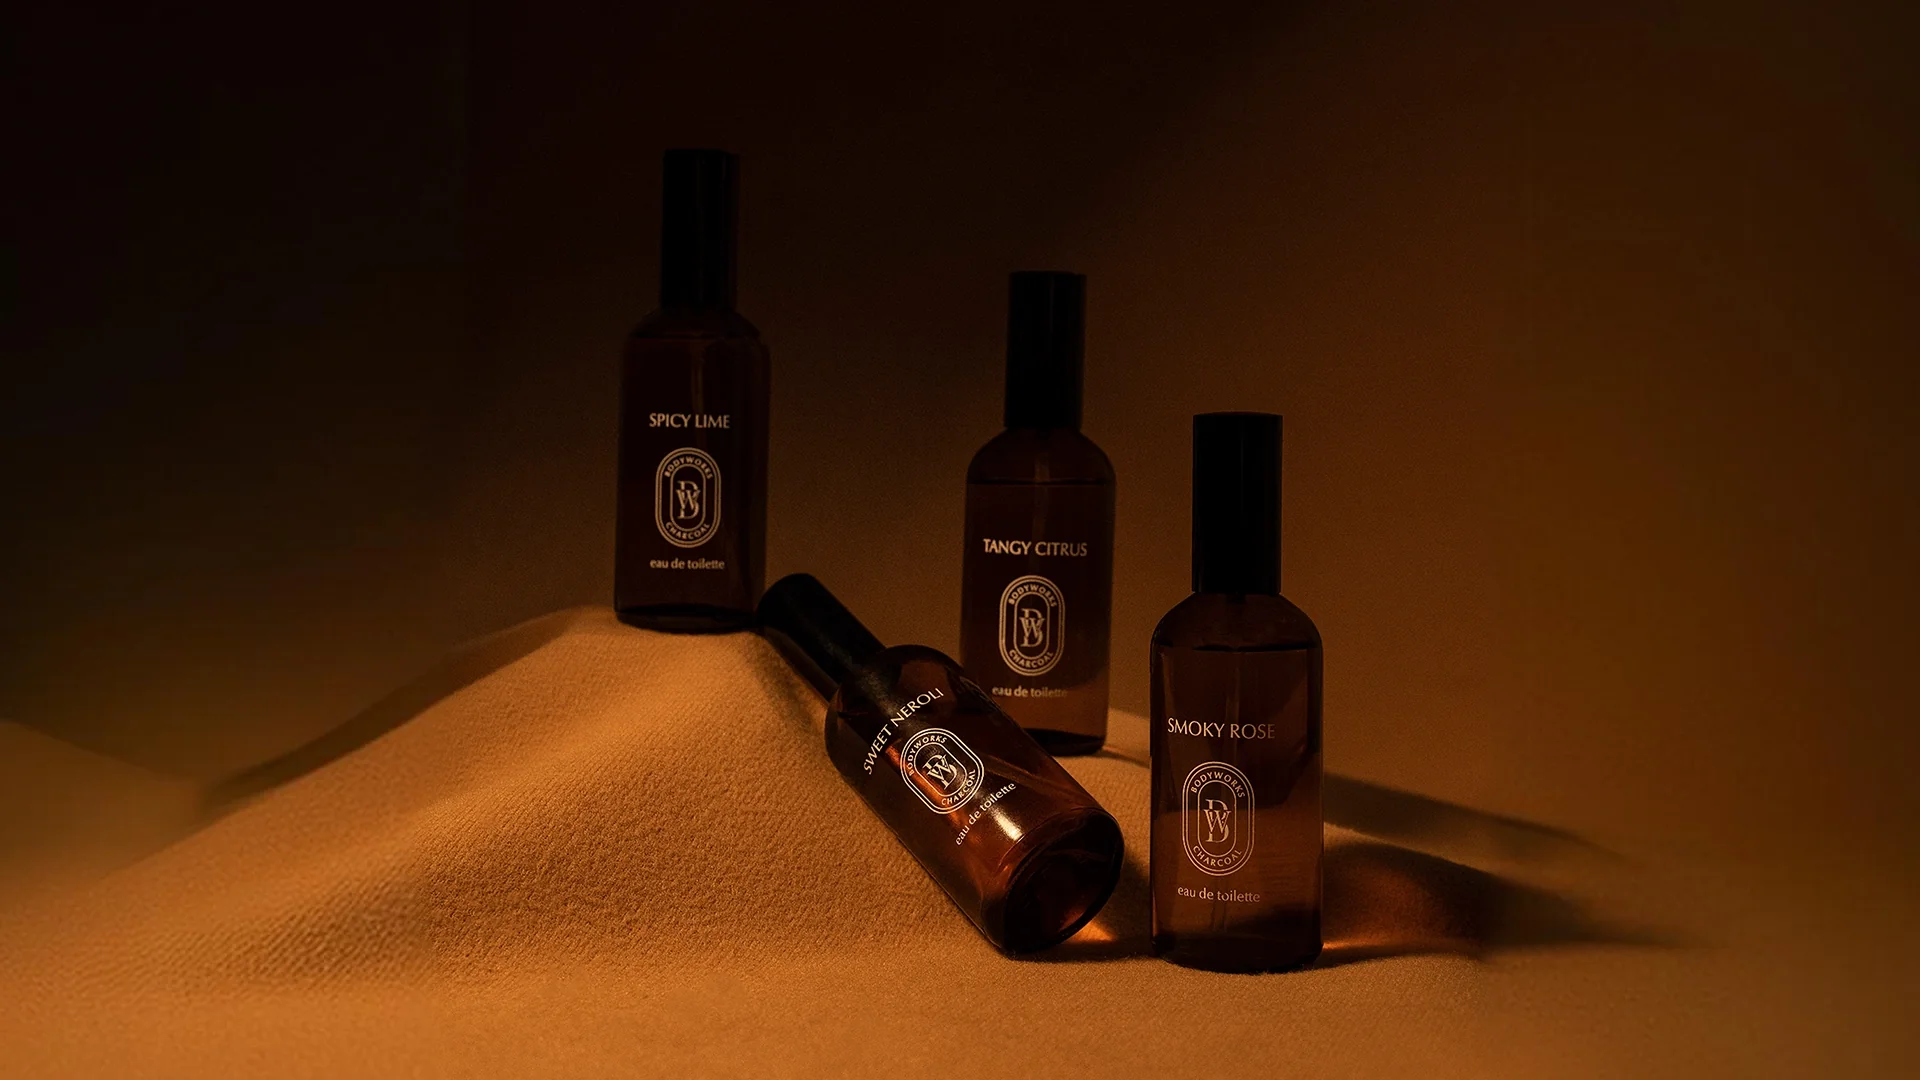 SPICY LIME
BODYWORKS
BW
CHARCOAL
eau de toilette
TANGY CITRUS
BODYWORKS
BW
CHARCOAL
eau de toilette
SWEET NEROLI
BODYWORKS
BW
CHARCOAL
eau de toilette
SMOKY ROSE
BODYWORKS
BW
CHARCOAL
eau de toilette